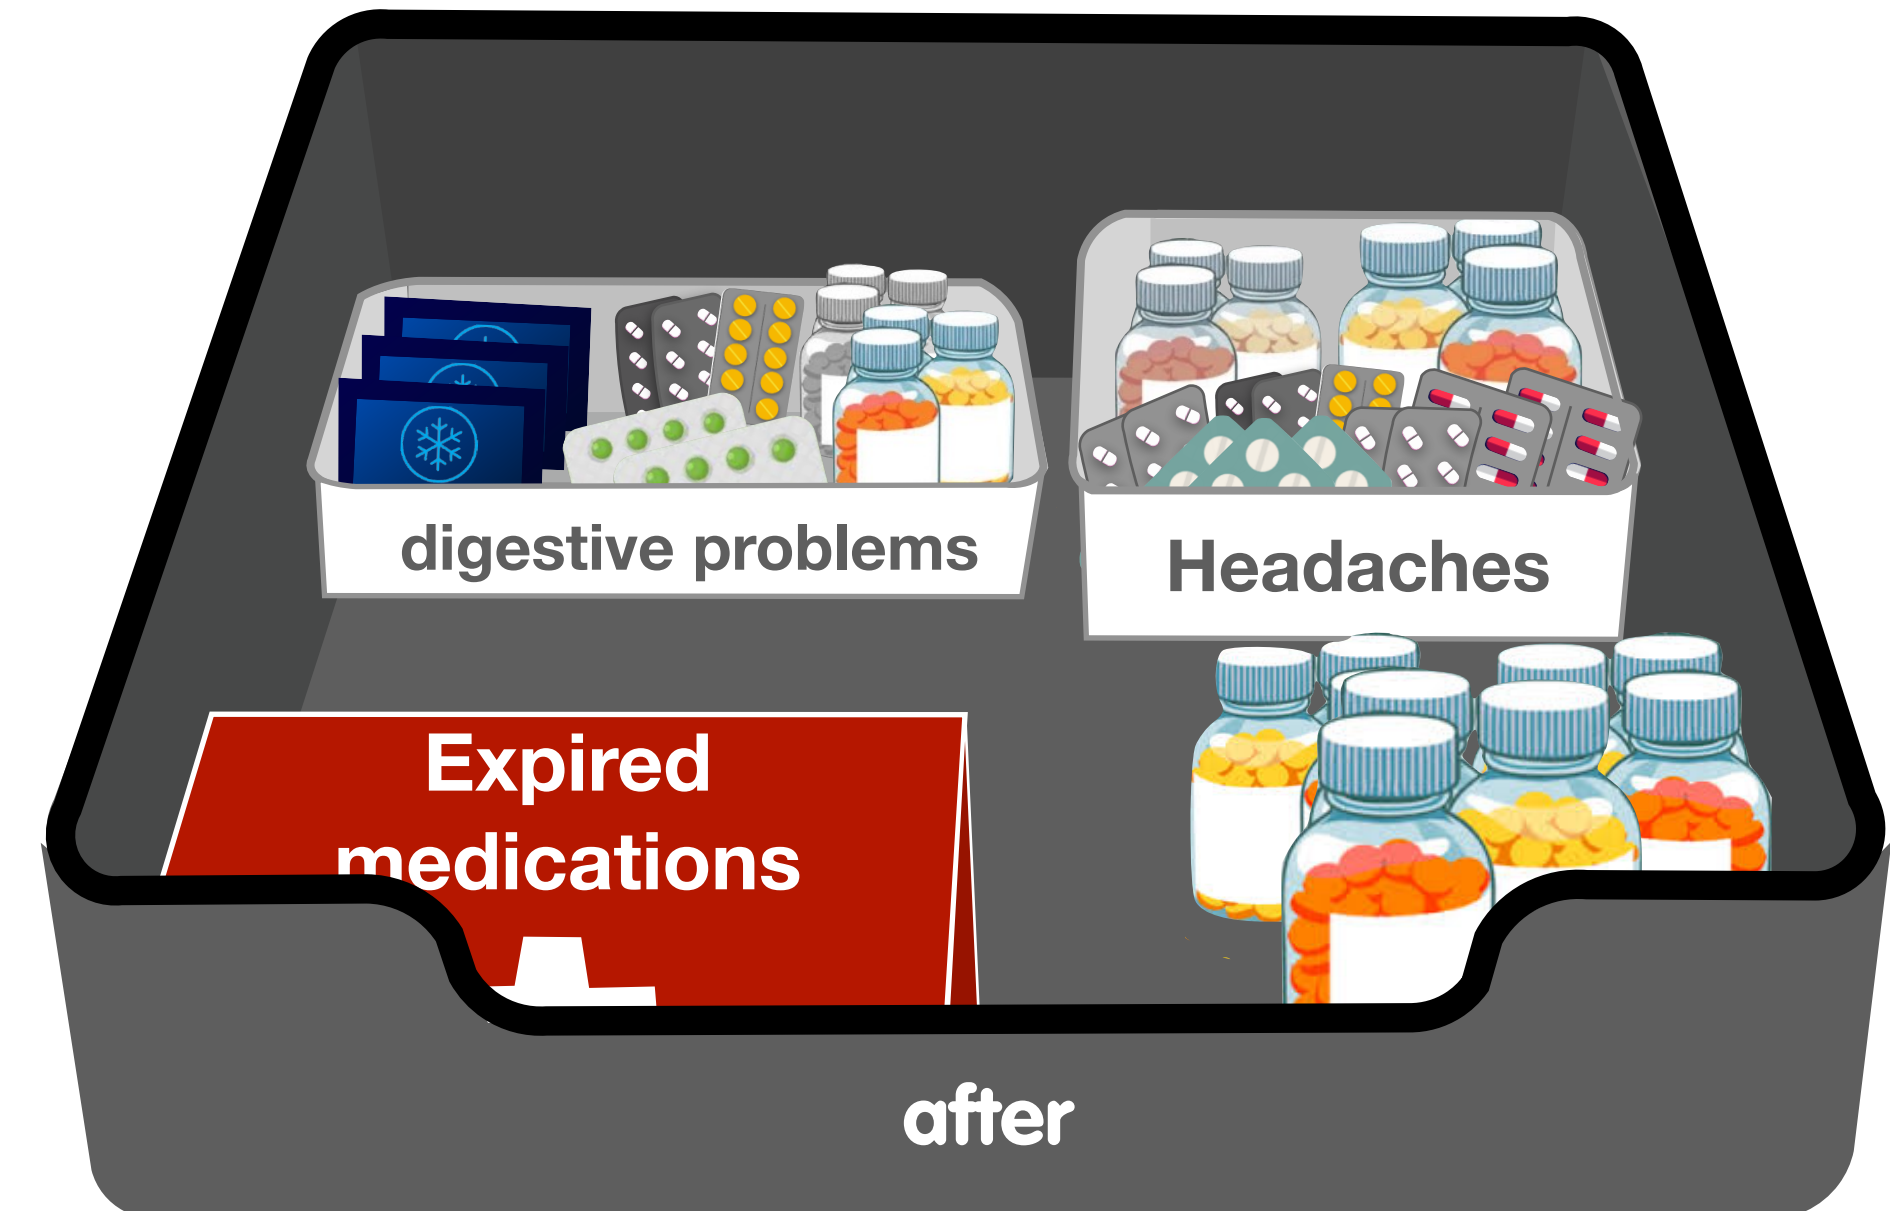 digestive problems
Headaches
Expired
medications
after